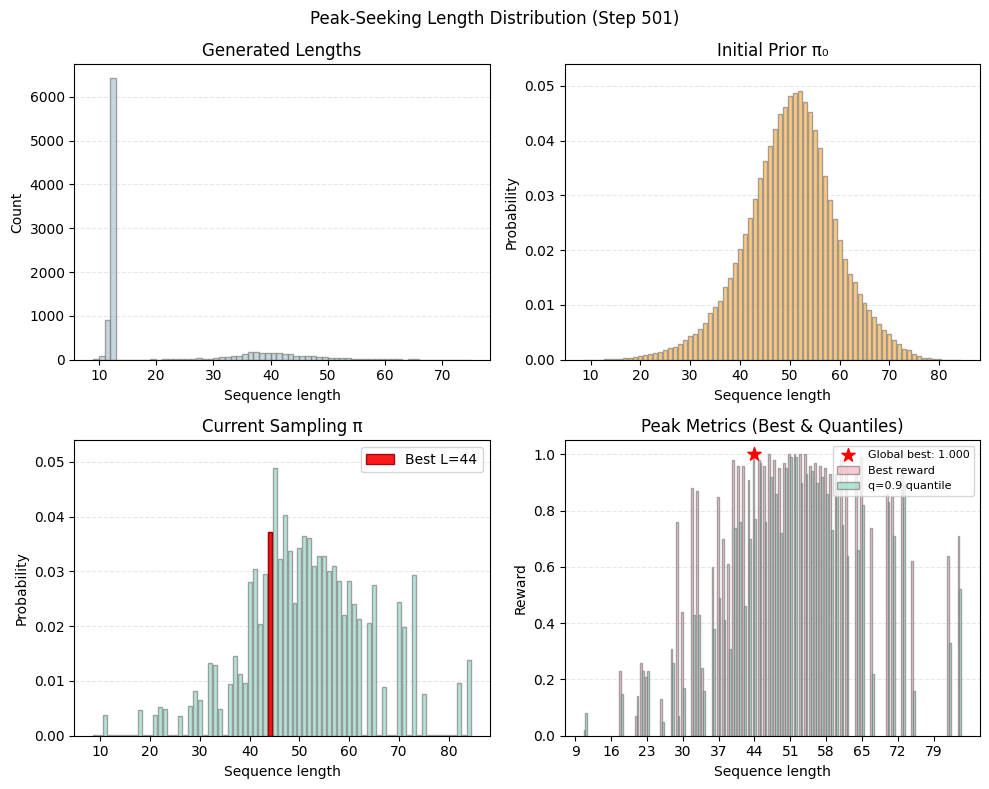 Peak-Seeking Length Distribution (Step 501)
Generated Lengths
Count
6000
5000
4000
3000
2000
1000
0
10 20 30 40 50 60 70
Sequence length
Initial Prior π₀
Probability
0.05
0.04
0.03
0.02
0.01
0.00
10 20 30 40 50 60 70 80
Sequence length
Current Sampling π
Best L=44
Probability
0.05
0.04
0.03
0.02
0.01
0.00
10 20 30 40 50 60 70 80
Sequence length
Peak Metrics (Best & Quantiles)
Global best: 1.000
Best reward
q=0.9 quantile
Reward
1.0
0.8
0.6
0.4
0.2
0.0
9 16 23 30 37 44 51 58 65 72 79
Sequence length